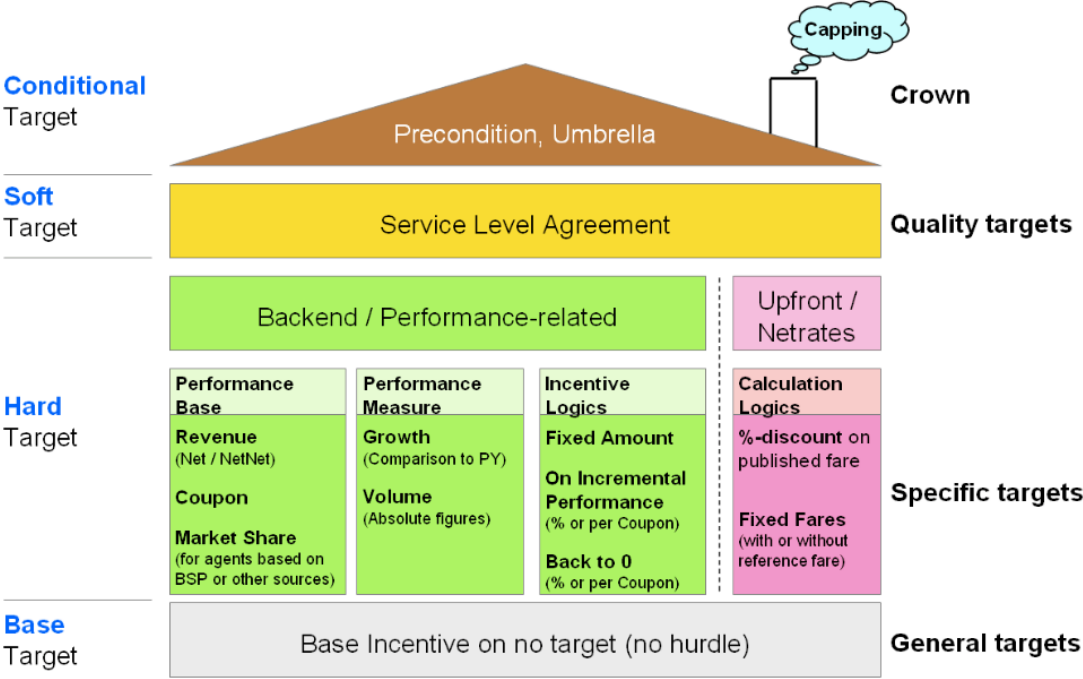 Capping
Conditional
Target
Crown
Precondition, Umbrella
Soft
Target
Service Level Agreement
Quality targets
Backend / Performance-related
Upfront /
Netrates
Hard
Target
Performance
Base
Revenue
(Net / NetNet)
Coupon
Market Share
(for agents based on
BSP or other sources)
Performance
Measure
Growth
(Comparison to PY)
Volume
(Absolute figures)
Incentive
Logics
Fixed Amount
On Incremental
Performance
(% or per Coupon)
Back to 0
(% or per Coupon)
Calculation
Logics
%-discount on
published fare
Fixed Fares
(with or without
reference fare)
Specific targets
Base
Target
Base Incentive on no target (no hurdle)
General targets